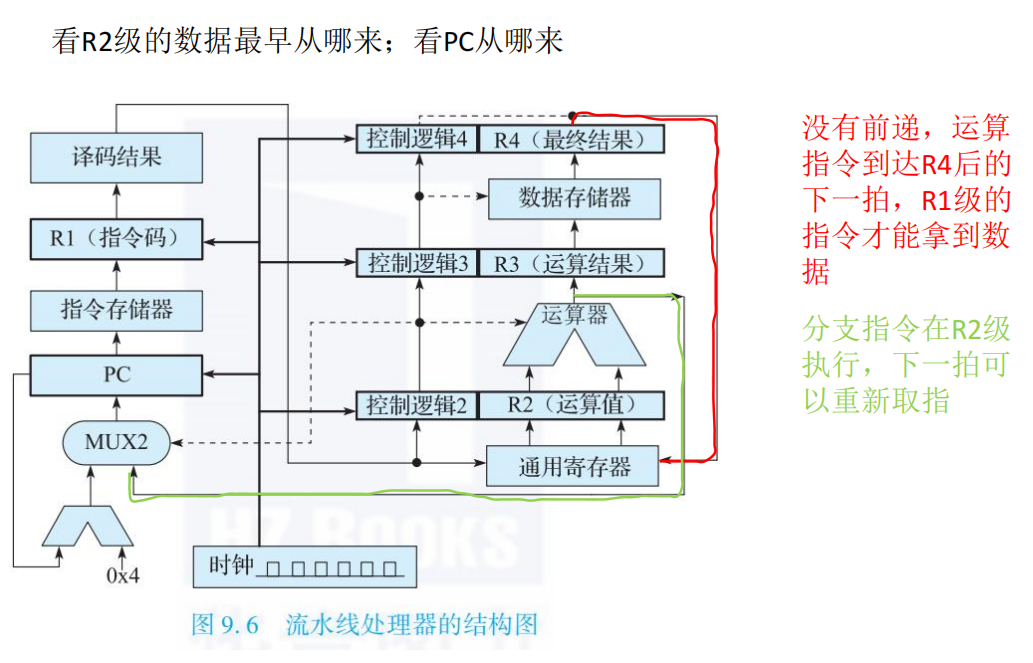 看R2级的数据最早从哪来；看PC从哪来
译码结果
R1（指令码）
指令存储器
PC
MUX2
0x4
控制逻辑4
R4（最终结果）
数据存储器
控制逻辑3
R3（运算结果）
运算器
控制逻辑2
R2（运算值）
通用寄存器
时钟
HZ BOOKS
图 9.6 流水线处理器的结构图
没有前递，运算
指令到达R4后的
下一拍，R1级的
指令才能拿到数
据
分支指令在R2级
执行，下一拍可
以重新取指